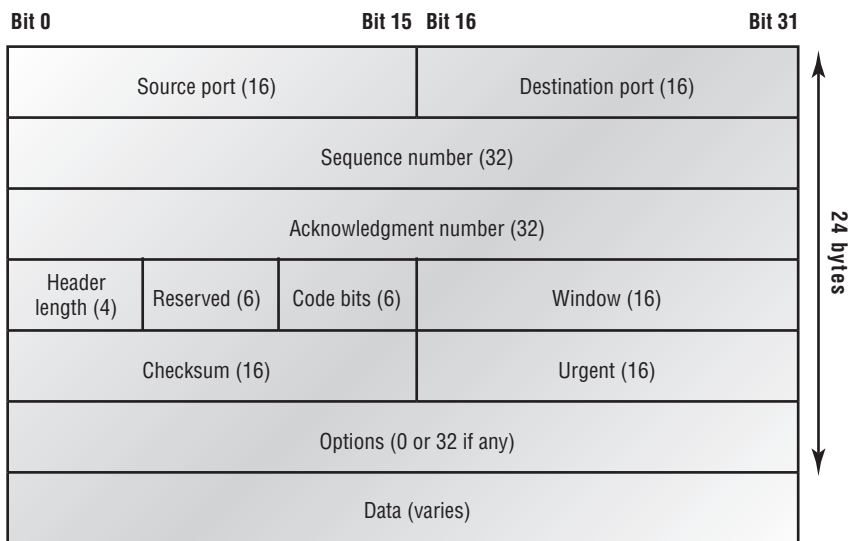 Bit 0 Bit 15 Bit 16 Bit 31
Source port (16) Destination port (16)
Sequence number (32)
Acknowledgment number (32)
Header
length (4) Reserved (6) Code bits (6) Window (16)
Checksum (16) Urgent (16)
Options (0 or 32 if any)
Data (varies)
24 bytes